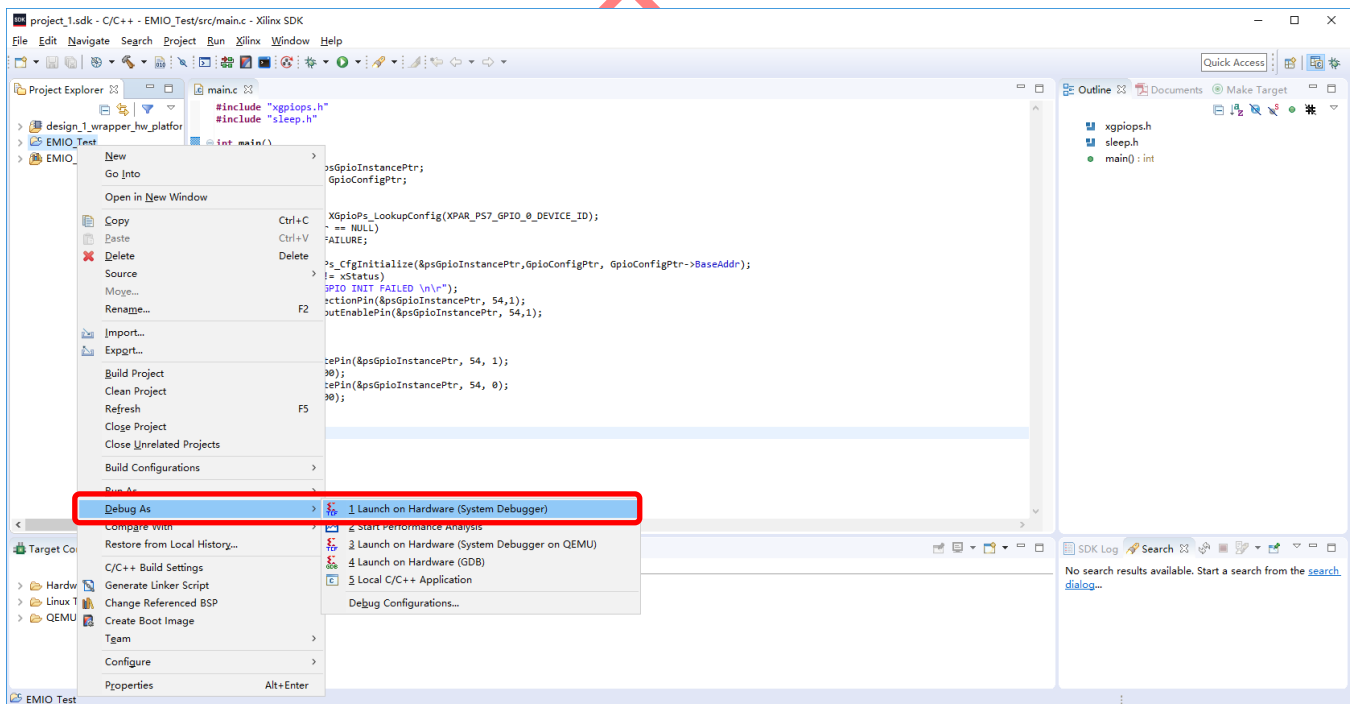 project_1.sdk - C/C++ - EMIO_Test/src/main.c - Xilinx SDK
File Edit Navigate Search Project Run Xilinx Window Help
Quick Access
Project Explorer
main.c
Outline
Documents
Make Target
design_1_wrapper_hw_platfor
EMIO_Test
EMIO_
#include "xgpiops.h"
#include "sleep.h"
int main()
psGpioInstancePtr;
GpioConfigPtr;
XGpioPs_LookupConfig(XPAR_PS7_GPIO_0_DEVICE_ID);
== NULL)
FAILURE;
Ps_CfgInitialize(&psGpioInstancePtr,GpioConfigPtr, GpioConfigPtr->BaseAddr);
!= xStatus)
GPIO INIT FAILED \n\r");
ectionPin(&psGpioInstancePtr, 54,1);
putEnablePin(&psGpioInstancePtr, 54,1);
tePin(&psGpioInstancePtr, 54, 1);
00);
tePin(&psGpioInstancePtr, 54, 0);
00);
xgpiops.h
sleep.h
main() : int
New
Go Into
Open in New Window
Copy Ctrl+C
Paste Ctrl+V
Delete Delete
Source
Move...
Rename... F2
Import...
Export...
Build Project
Clean Project
Refresh F5
Close Project
Close Unrelated Projects
Build Configurations
Run As
Debug As
Compare With
Restore from Local History...
C/C++ Build Settings
Generate Linker Script
Change Referenced BSP
Create Boot Image
Team
Configure
Properties Alt+Enter
1 Launch on Hardware (System Debugger)
2 Start Performance Analysis
3 Launch on Hardware (System Debugger on QEMU)
4 Launch on Hardware (GDB)
5 Local C/C++ Application
Debug Configurations...
Target Co
Hardw
Linux T
QEMU
SDK Log
Search
No search results available. Start a search from the search
dialog...
EMIO_Test